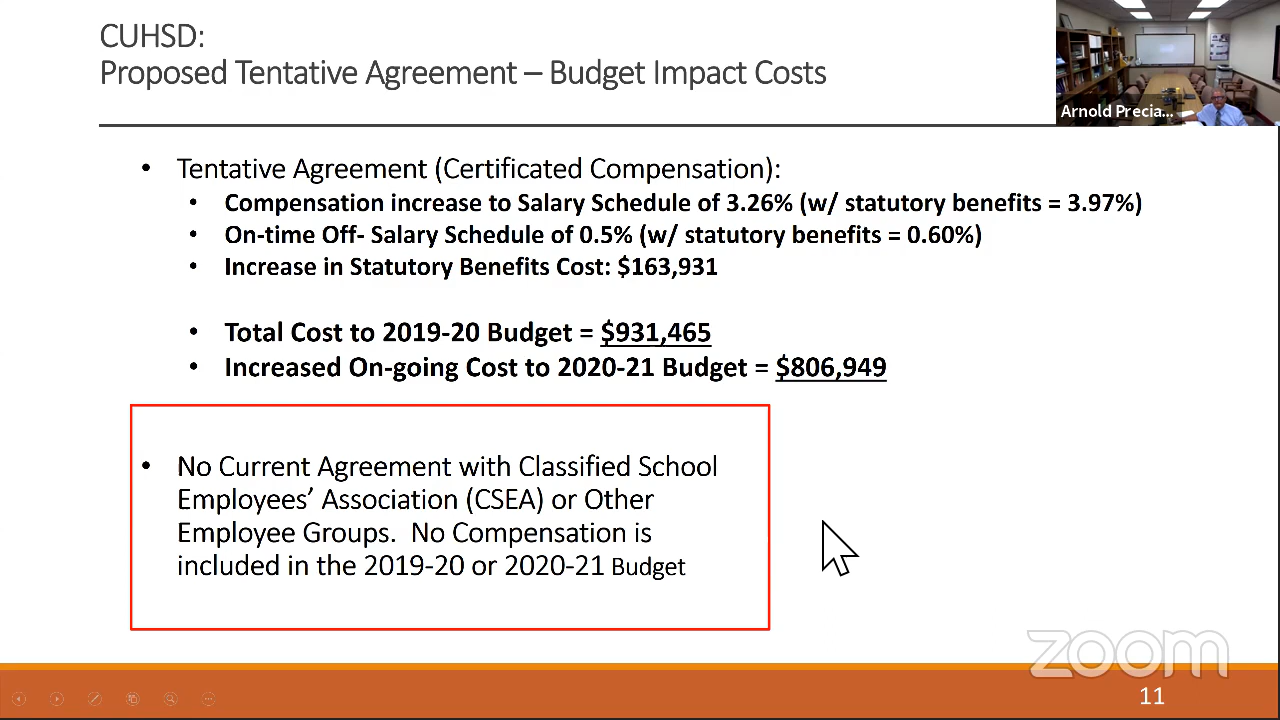 CUHSD:
Proposed Tentative Agreement – Budget Impact Costs
Arnold Precia...
• Tentative Agreement (Certificated Compensation):
• Compensation increase to Salary Schedule of 3.26% (w/ statutory benefits = 3.97%)
• On-time Off- Salary Schedule of 0.5% (w/ statutory benefits = 0.60%)
• Increase in Statutory Benefits Cost: $163,931
• Total Cost to 2019-20 Budget = $931,465
• Increased On-going Cost to 2020-21 Budget = $806,949
• No Current Agreement with Classified School
Employees’ Association (CSEA) or Other
Employee Groups.  No Compensation is
included in the 2019-20 or 2020-21 Budget
zoom
11